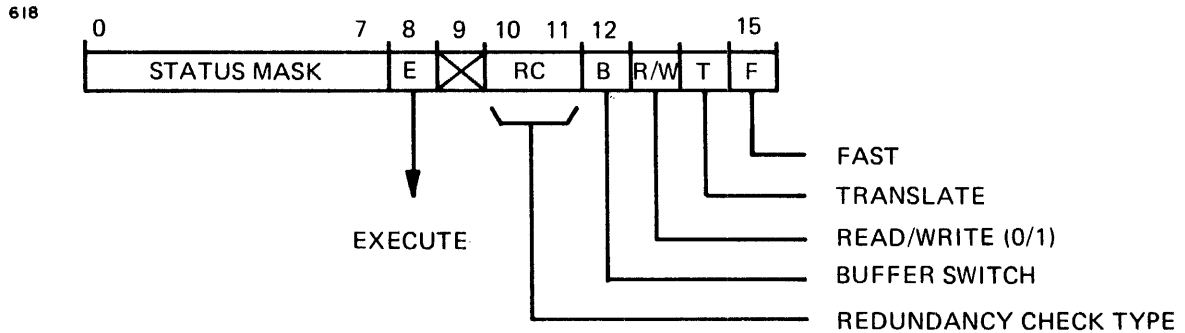 618
0 7 8 9 10 11 12 15
STATUS MASK E RC B R/W T F
FAST
TRANSLATE
EXECUTE READ/WRITE (0/1)
BUFFER SWITCH
REDUNDANCY CHECK TYPE